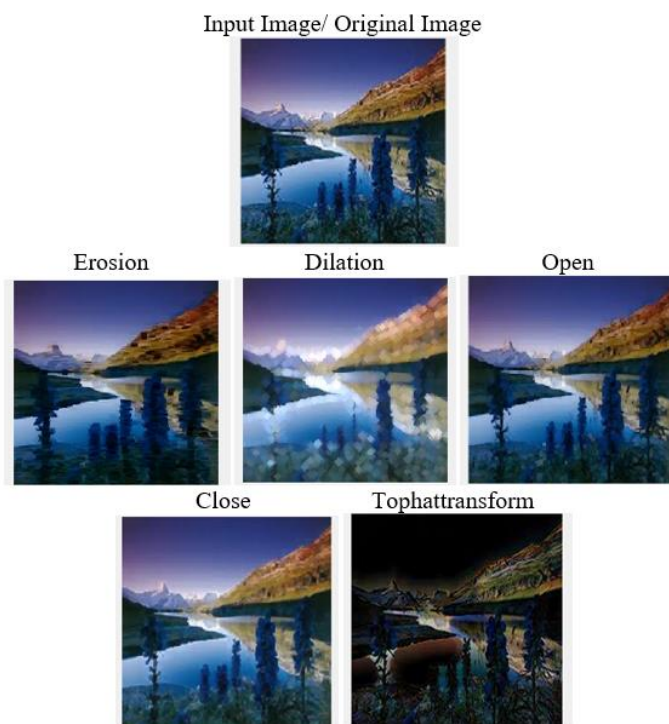 Input Image/ Original Image
Erosion
Dilation
Open
Close
Tophattransform